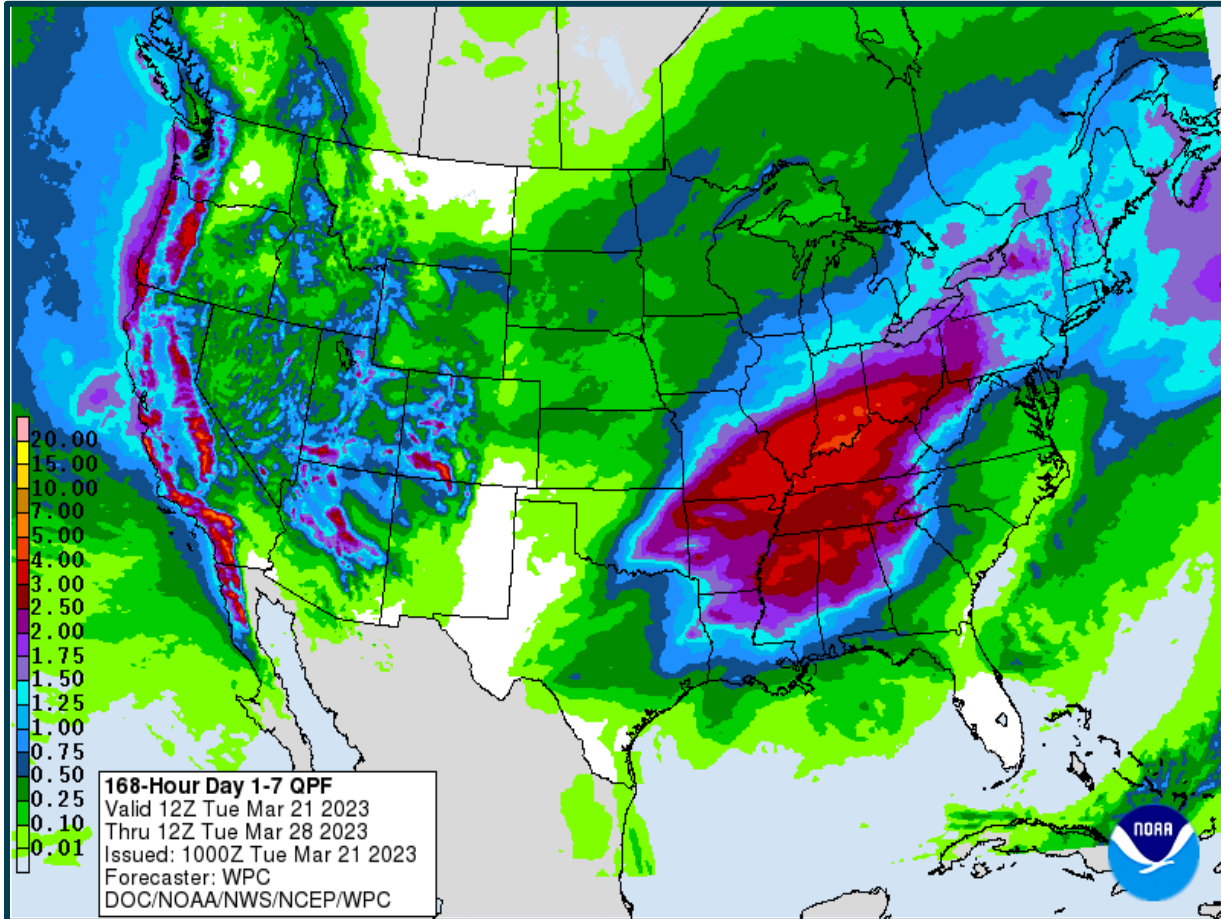 20.00
15.00
10.00
7.00
5.00
4.00
3.00
2.50
2.00
1.75
1.50
1.25
1.00
0.75
0.50
0.25
0.10
0.01
168-Hour Day 1-7 QPF
Valid 12Z Tue Mar 21 2023
Thru 12Z Tue Mar 28 2023
Issued: 1000Z Tue Mar 21 2023
Forecaster: WPC
DOC/NOAA/NWS/NCEP/WPC
NOAA